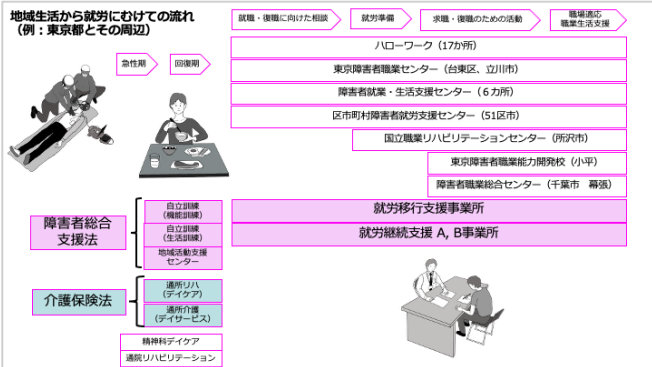 地域生活から就労にむけての流れ
（例：東京都とその周辺）
就職・復職に向けた相談
就労準備
求職・復職のための活動
職場適応
職業生活支援
急性期
回復期
ハローワーク（17か所）
東京障害者職業センター（台東区、立川市）
障害者就業・生活支援センター（６カ所）
区市町村障害者就労支援センター（51区市）
国立職業リハビリテーションセンター（所沢市）
東京障害者職業能力開発校（小平）
障害者職業総合センター（千葉市　幕張）
障害者総合
支援法
自立訓練
（機能訓練）
自立訓練
（生活訓練）
地域活動支援
センター
就労移行支援事業所
就労継続支援 A, B事業所
介護保険法
通所リハ
（デイケア）
通所介護
（デイサービス）
精神科デイケア
通院リハビリテーション